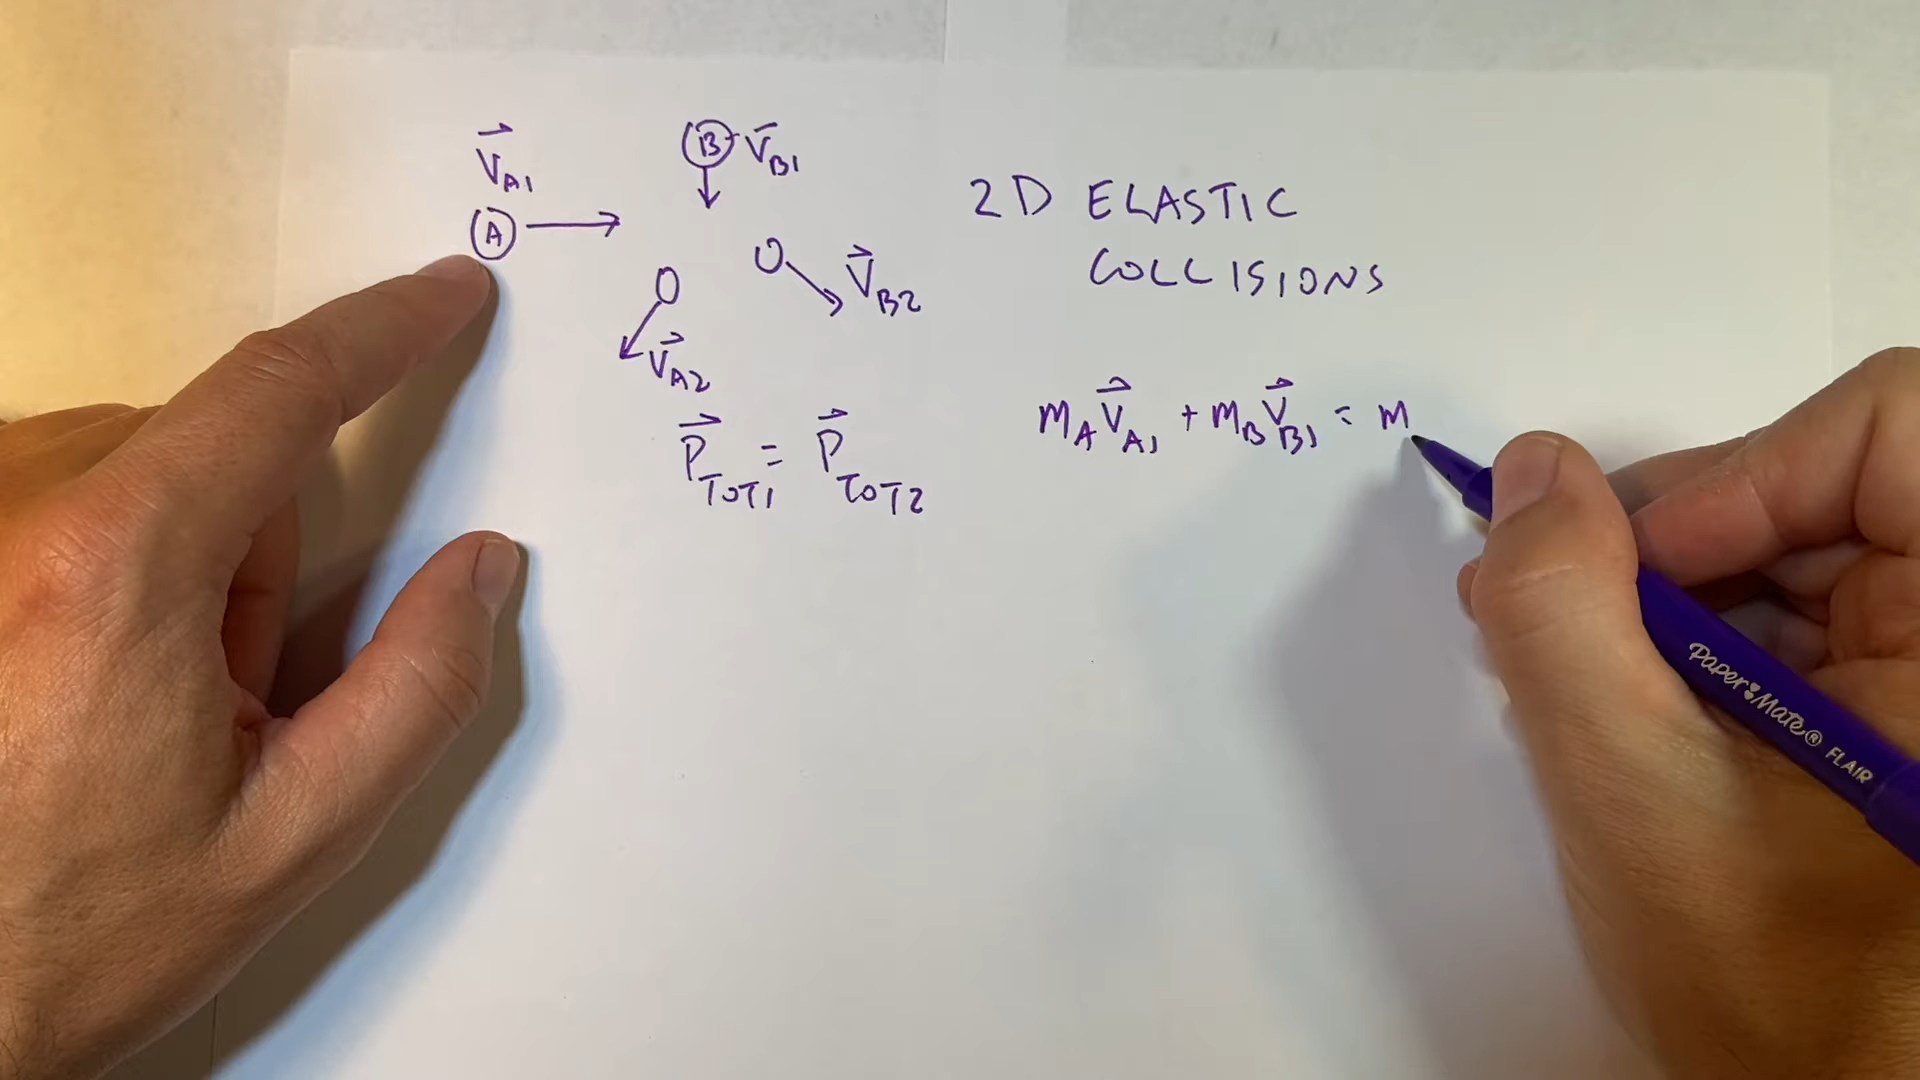 V⃗A1
A
B V⃗B1
2D ELASTIC
COLLISIONS
V⃗B2
V⃗A2
mAV⃗A1 + mBV⃗B1 = m
P⃗TOT1 = P⃗TOT2
Paper Mate® FLAIR